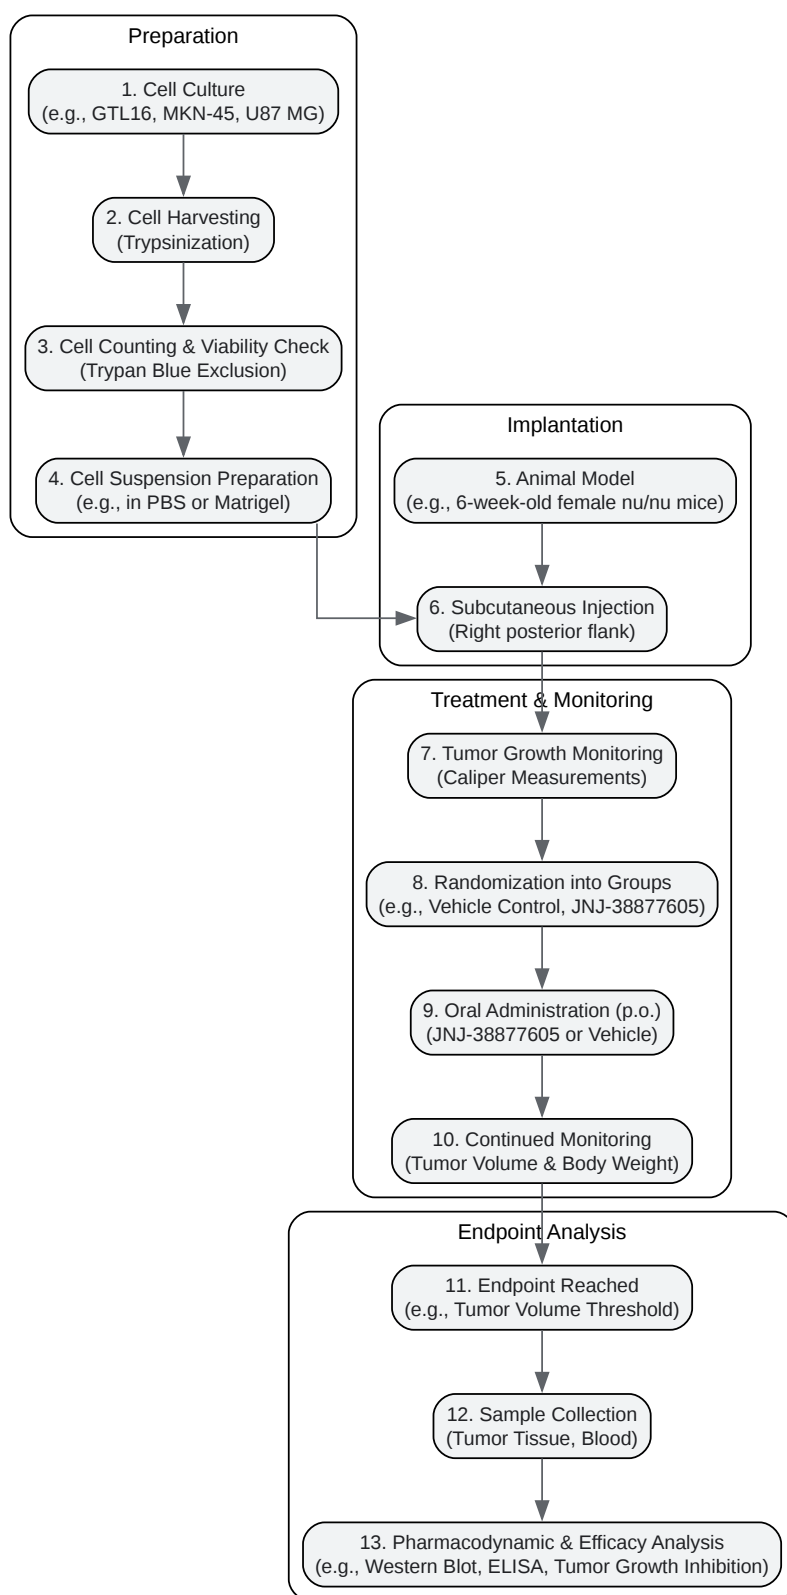 Preparation
1. Cell Culture
(e.g., GTL16, MKN-45, U87 MG)
2. Cell Harvesting
(Trypsinization)
3. Cell Counting & Viability Check
(Trypan Blue Exclusion)
4. Cell Suspension Preparation
(e.g., in PBS or Matrigel)
Implantation
5. Animal Model
(e.g., 6-week-old female nu/nu mice)
6. Subcutaneous Injection
(Right posterior flank)
Treatment & Monitoring
7. Tumor Growth Monitoring
(Caliper Measurements)
8. Randomization into Groups
(e.g., Vehicle Control, JNJ-38877605)
9. Oral Administration (p.o.)
(JNJ-38877605 or Vehicle)
10. Continued Monitoring
(Tumor Volume & Body Weight)
Endpoint Analysis
11. Endpoint Reached
(e.g., Tumor Volume Threshold)
12. Sample Collection
(Tumor Tissue, Blood)
13. Pharmacodynamic & Efficacy Analysis
(e.g., Western Blot, ELISA, Tumor Growth Inhibition)